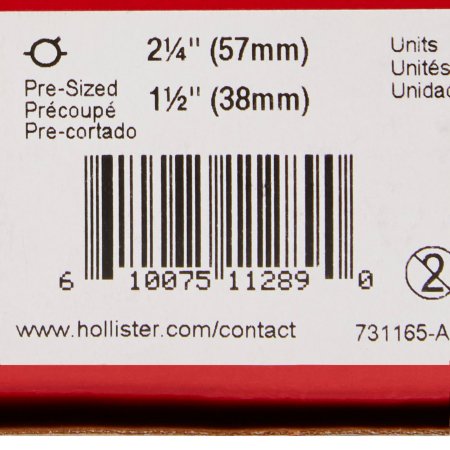 2¼" (57mm)
Pre-Sized
Précoupé
Pre-cortado
1½" (38mm)
Units
Unités
6 10075 11289 0
2
www.hollister.com/contact
731165-A